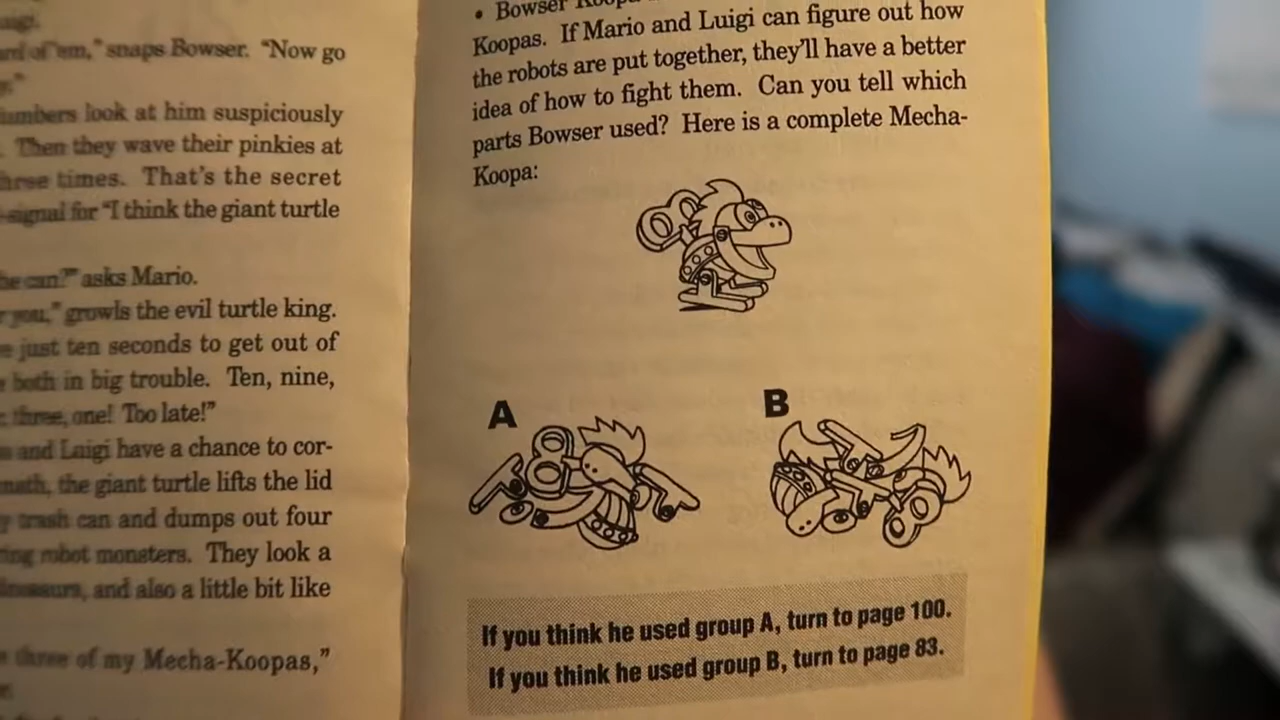 of em," snaps Bowser. "Now go
look at him suspiciously
Then they wave their pinkies at
times. That's the secret
-signal for "I think the giant turtle
he can?" asks Mario.
you," growls the evil turtle king.
just ten seconds to get out of
both in big trouble. Ten, nine,
three, one! Too late!"
and Luigi have a chance to cor-
the giant turtle lifts the lid
trash can and dumps out four
robot monsters. They look a
and also a little bit like
three of my Mecha-Koopas,"
• Bowser
Koopas. If Mario and Luigi can figure out how
the robots are put together, they'll have a better
idea of how to fight them. Can you tell which
parts Bowser used? Here is a complete Mecha-
Koopa:
A
B
If you think he used group A, turn to page 100.
If you think he used group B, turn to page 83.